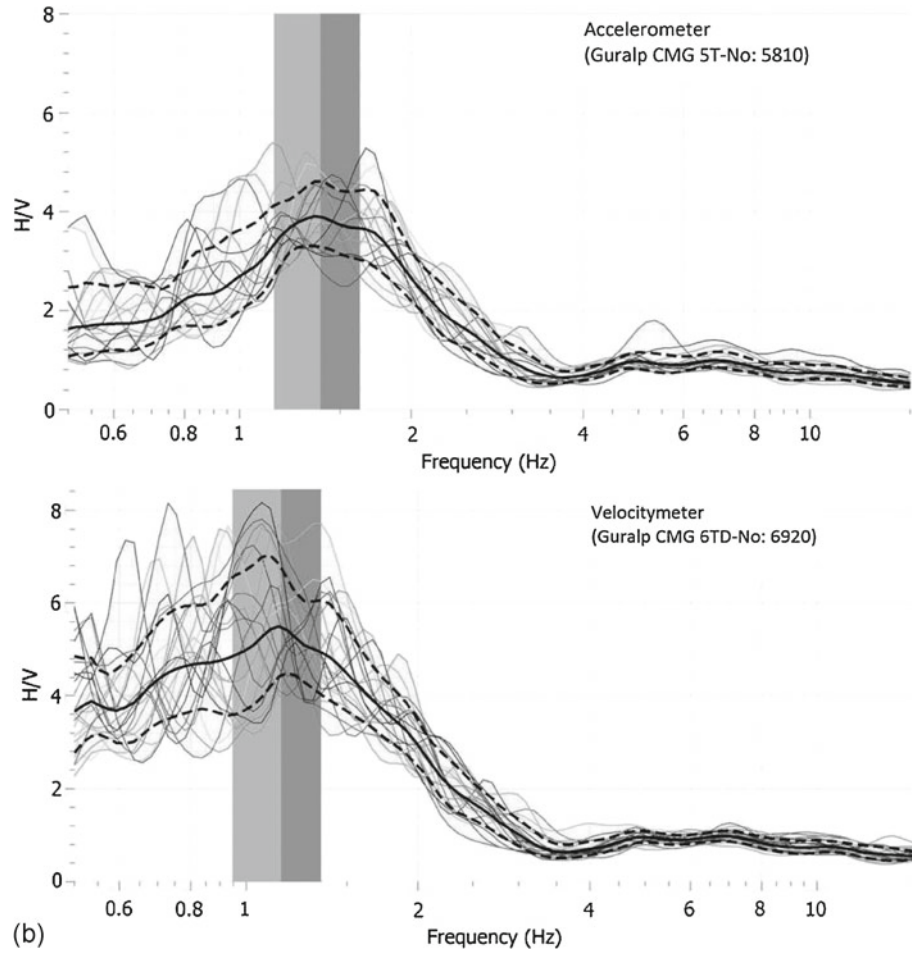 8
Accelerometer
(Guralp CMG 5T-No: 5810)
6
H/V
4
2
0
0.6 0.8 1 2 4 6 8 10
Frequency (Hz)
8
Velocitymeter
(Guralp CMG 6TD-No: 6920)
6
H/V
4
2
0
0.6 0.8 1 2 4 6 8 10
(b) Frequency (Hz)